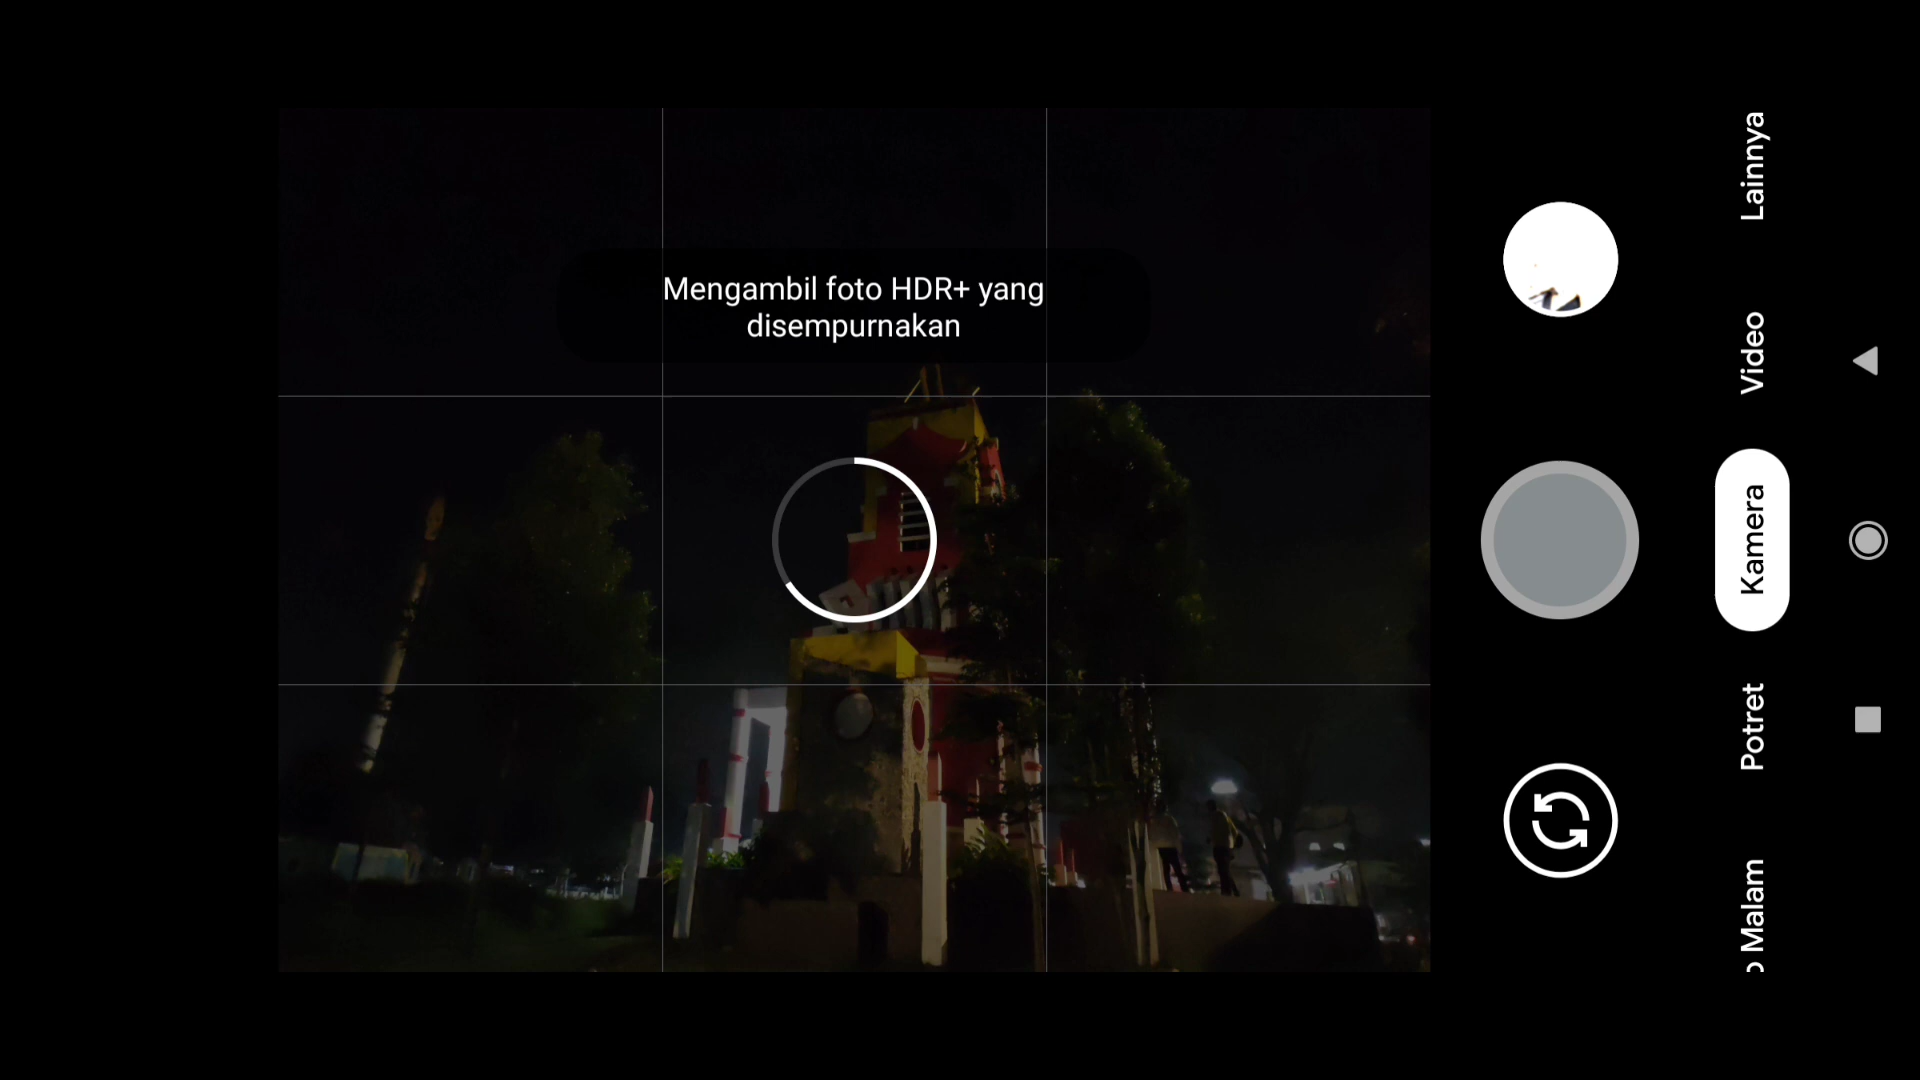 Mengambil foto HDR+ yang
disempurnakan
Lainnya
Video
Kamera
Potret
Malam